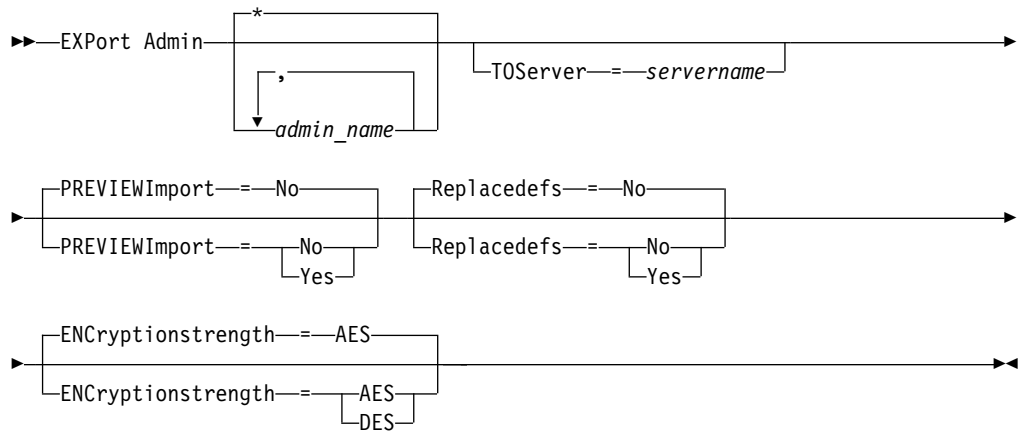 *
EXPort Admin
TOServer = servername
,
admin_name
PREVIEWImport = No
Replacedefs = No
PREVIEWImport = No
Yes
Replacedefs = No
Yes
ENCryptionstrength = AES
ENCryptionstrength = AES
DES